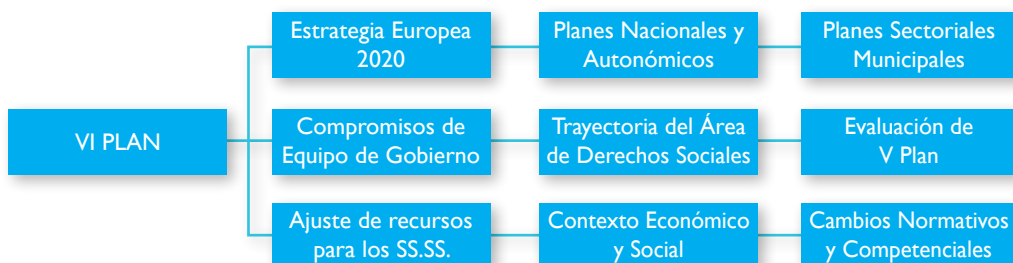 Estrategia Europea
2020
Planes Nacionales y
Autonómicos
Planes Sectoriales
Municipales
VI PLAN
Compromisos de
Equipo de Gobierno
Trayectoria del Área
de Derechos Sociales
Evaluación de
V Plan
Ajuste de recursos
para los SS.SS.
Contexto Económico
y Social
Cambios Normativos
y Competenciales